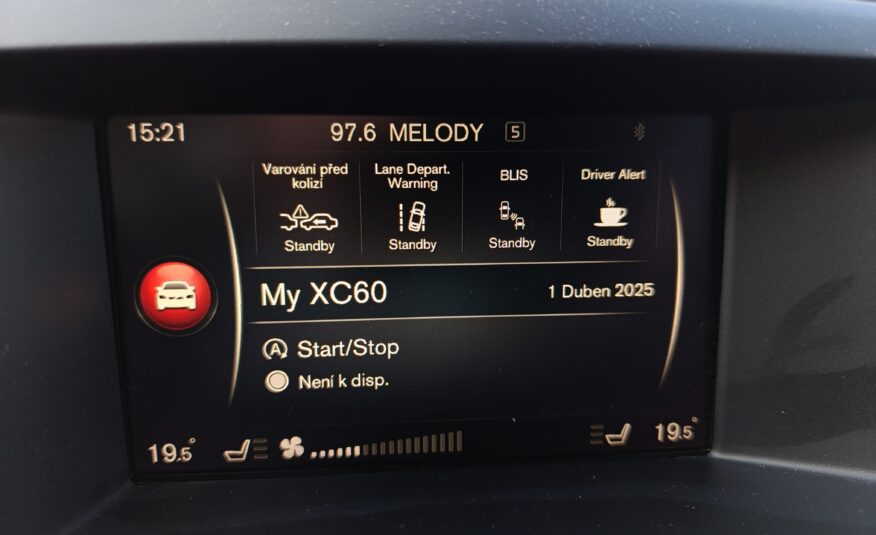 15:21 97.6 MELODY 5
Varování před kolizí
Lane Depart. Warning
BLIS
Driver Alert
Standby Standby Standby Standby
My XC60 1 Duben 2025
A Start/Stop
Není k disp.
19.5° 19.5°